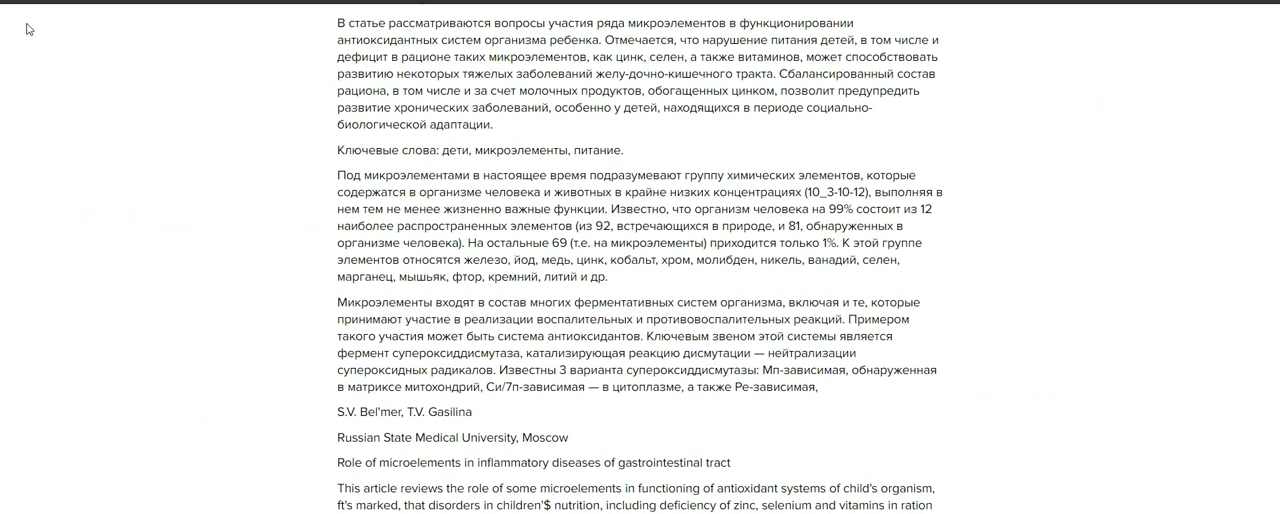 В статье рассматриваются вопросы участия ряда микроэлементов в функционировании
антиоксидантных систем организма ребенка. Отмечается, что нарушение питания детей, в том числе и
дефицит в рационе таких микроэлементов, как цинк, селен, а также витаминов, может способствовать
развитию некоторых тяжелых заболеваний желу-дочно-кишечного тракта. Сбалансированный состав
рациона, в том числе и за счет молочных продуктов, обогащенных цинком, позволит предупредить
развитие хронических заболеваний, особенно у детей, находящихся в периоде социально-
биологической адаптации.
Ключевые слова: дети, микроэлементы, питание.
Под микроэлементами в настоящее время подразумевают группу химических элементов, которые
содержатся в организме человека и животных в крайне низких концентрациях (10_3-10-12), выполняя в
нем тем не менее жизненно важные функции. Известно, что организм человека на 99% состоит из 12
наиболее распространенных элементов (из 92, встречающихся в природе, и 81, обнаруженных в
организме человека). На остальные 69 (т.е. на микроэлементы) приходится только 1%. К этой группе
элементов относятся железо, йод, медь, цинк, кобальт, хром, молибден, никель, ванадий, селен,
марганец, мышьяк, фтор, кремний, литий и др.
Микроэлементы входят в состав многих ферментативных систем организма, включая и те, которые
принимают участие в реализации воспалительных и противовоспалительных реакций. Примером
такого участия может быть система антиоксидантов. Ключевым звеном этой системы является
фермент супероксиддисмутаза, катализирующая реакцию дисмутации — нейтрализации
супероксидных радикалов. Известны 3 варианта супероксиддисмутазы: Мп-зависимая, обнаруженная
в матриксе митохондрий, Си/7п-зависимая — в цитоплазме, а также Ре-зависимая,
S.V. Bel'mer, T.V. Gasilina
Russian State Medical University, Moscow
Role of microelements in inflammatory diseases of gastrointestinal tract
This article reviews the role of some microelements in functioning of antioxidant systems of child's organism,
ft's marked, that disorders in children'$ nutrition, including deficiency of zinc, selenium and vitamins in ration